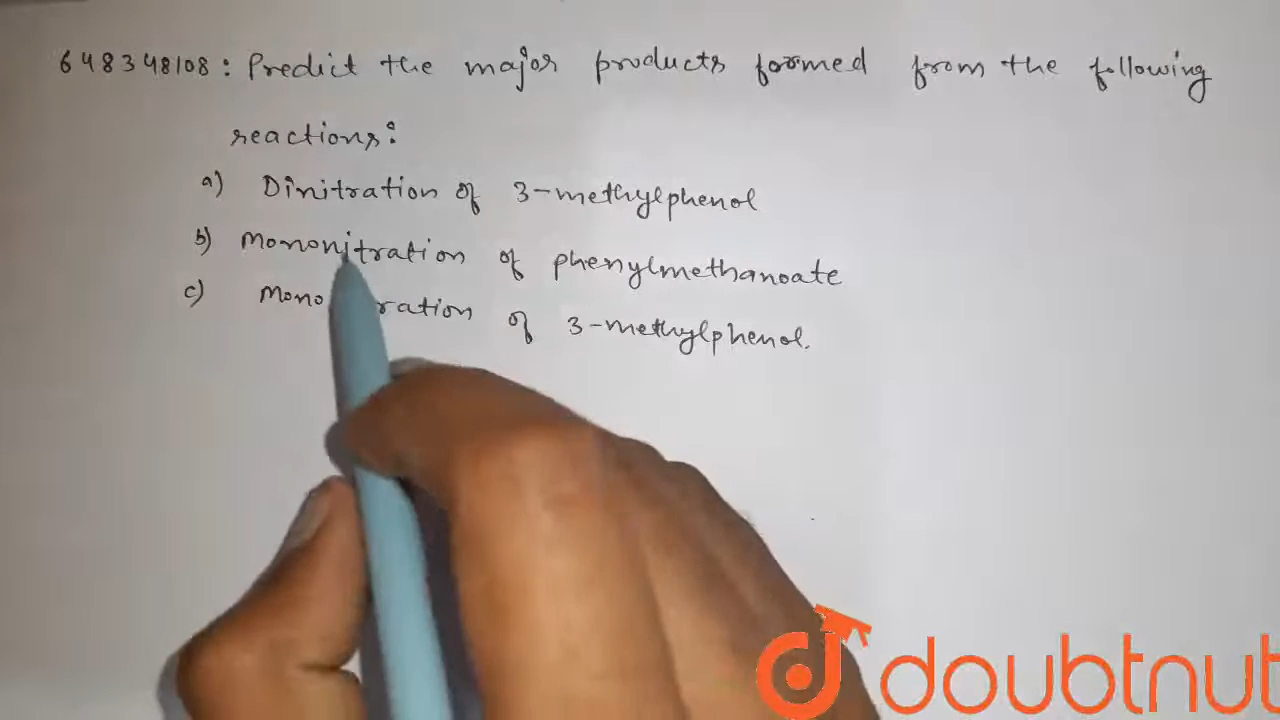 648348108: Predict the major products formed from the following
reactions:
a) Dinitration of 3-methylphenol
b) Mononitration of phenylmethanoate
c) Mono ration of 3-methylphenol.
doubtnut